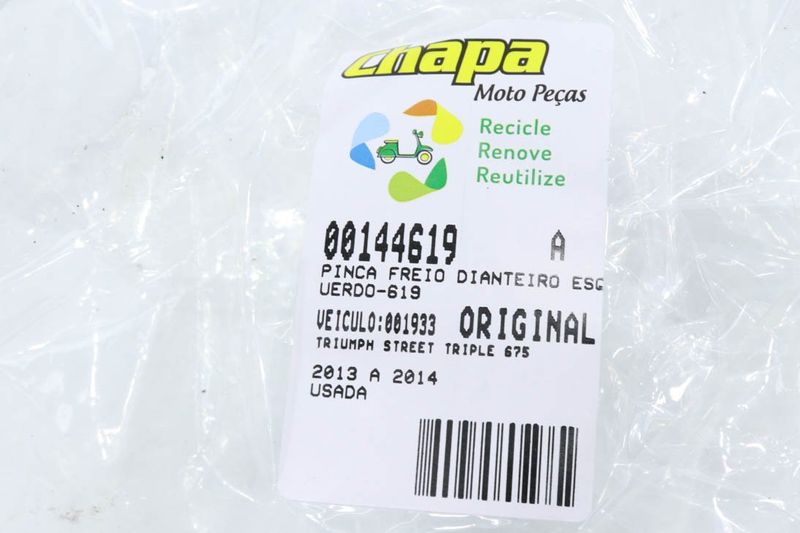 chapa
Moto Peças
Recicle
Renove
Reutilize
00144619 A
PINCA FREIO DIANTEIRO ESQ
UERDO-619
VEICULO:001933 ORIGINAL
TRIUMPH STREET TRIPLE 675
2013 A 2014
USADA